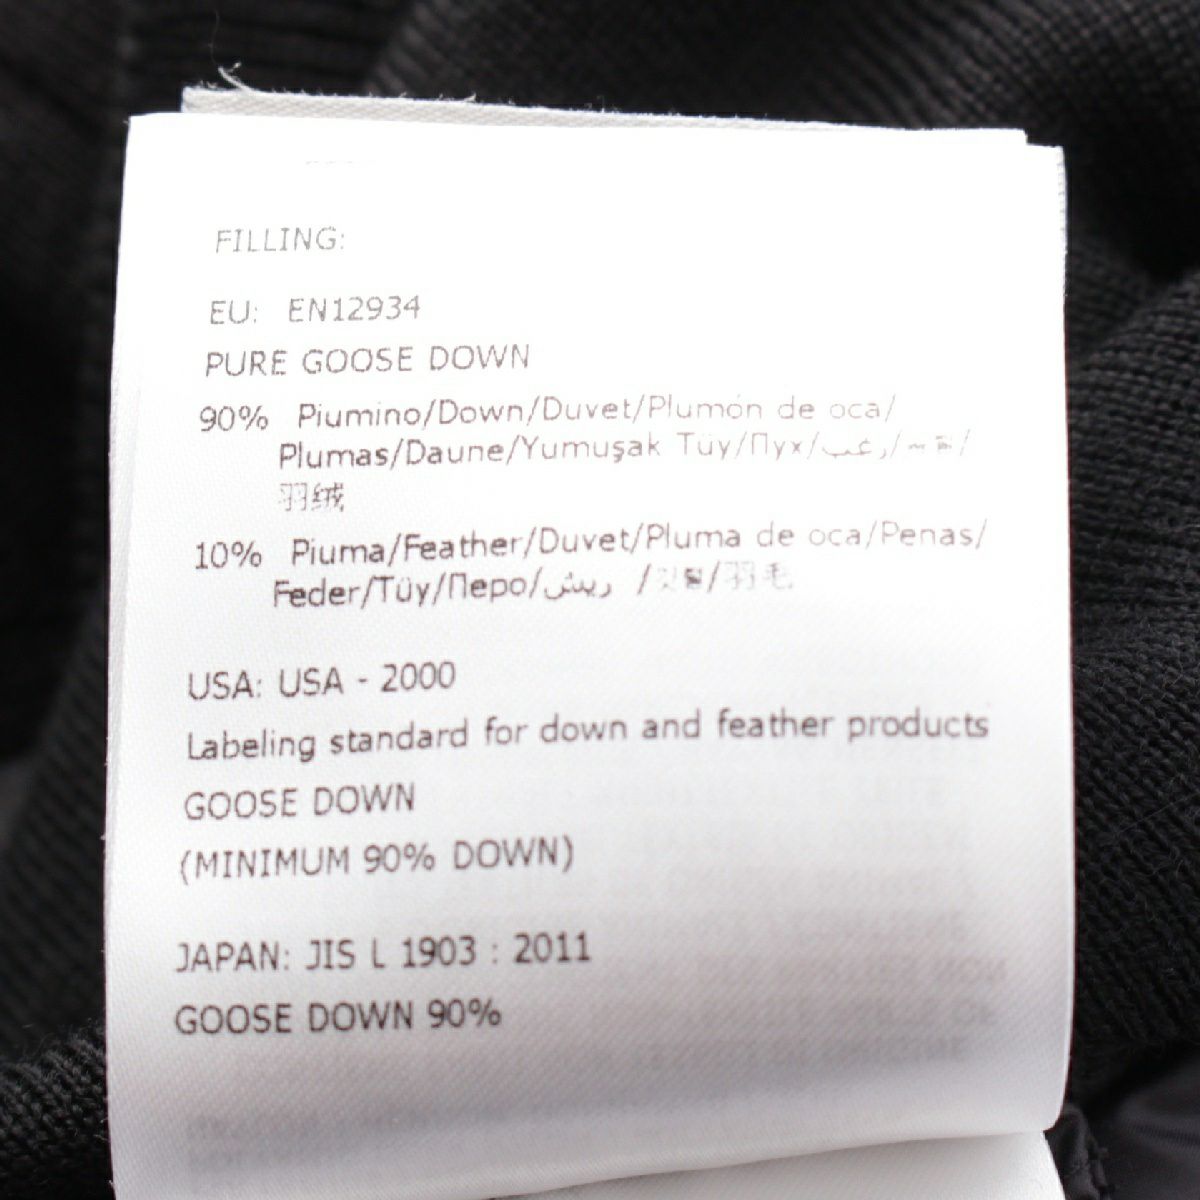 FILLING:
EU: EN12934
PURE GOOSE DOWN
90% Piumino/Down/Duvet/Plumón de oca/
Plumas/Daune/Yumuşak Tüy/Пух/زغب/
羽绒
10% Piuma/Feather/Duvet/Pluma de oca/Penas/
Feder/Tüy/Перо/ريش /깃털/羽毛
USA: USA - 2000
Labeling standard for down and feather products
GOOSE DOWN
(MINIMUM 90% DOWN)
JAPAN: JIS L 1903 : 2011
GOOSE DOWN 90%